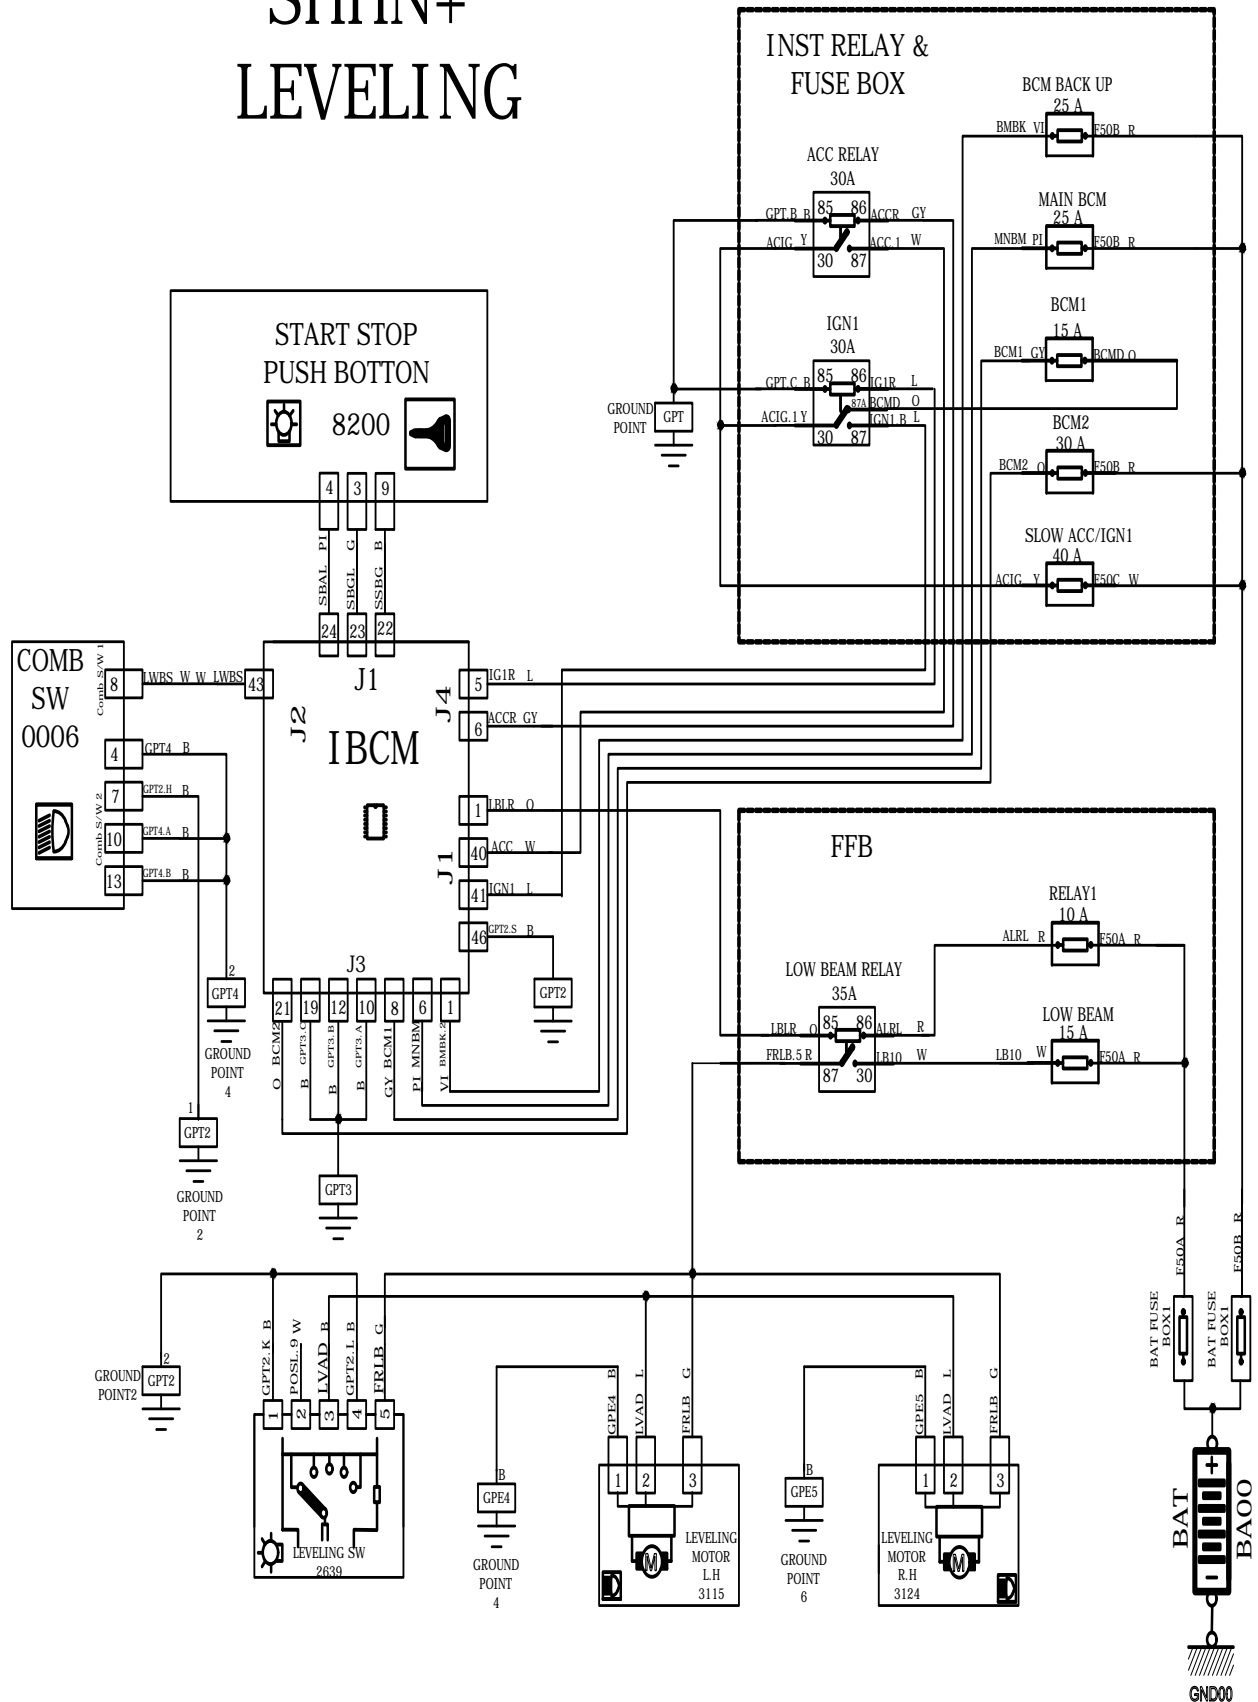 SHHN+
LEVELING
INST RELAY &
FUSE BOX
BCM BACK UP
25 A
BMBK VI
F50B R
ACC RELAY
30A
85 86
GPT.B B
ACCR GY
ACIG Y
ACC.1 W
30 87
MAIN BCM
25 A
MNBM PI
F50B R
IGN1
30A
85 86
GPT.C B
IG1R L
87A
BCMD O
ACIG.1 Y
IGN1.B L
30 87
BCM1
15 A
BCM1 GY
BCMD O
GROUND
POINT
GPT
BCM2
30 A
BCM2 O
F50B R
SLOW ACC/IGN1
40 A
ACIG Y
F50C W
START STOP
PUSH BOTTON
8200
4 3 9
SBAL PI
SBGL G
SSBG B
24 23 22
COMB
SW
0006
Comb S/W 1
8
LWBS W W LWBS
43
4
GPT4 B
7
GPT2.H B
Comb S/W 2
10
GPT4.A B
13
GPT4.B B
J1
J2
J4
IBCM
J1
J3
5
IG1R L
6
ACCR GY
1
LBLR O
40
ACC W
41
IGN1 L
46
GPT2.S B
GPT2
21 19 12 10 8 6 1
O BCM2
B GPT3.C
B GPT3.B
B GPT3.A
GY BCM1
PI MNBM
VI BMBK.2
2
GPT4
GROUND
POINT
4
1
GPT2
GROUND
POINT
2
GPT3
FFB
RELAY1
10 A
ALRL R
F50A R
LOW BEAM RELAY
35A
85 86
LBLR O
ALRL R
FRLB.5 R
LB10 W
87 30
LOW BEAM
15 A
LB10 W
F50A R
F50A R
F50B R
BAT FUSE
BOX1
BAT FUSE
BOX1
2
GROUND
POINT2
GPT2
GPT2.K B
POSL.9 W
LVAD B
GPT2.L B
FRLB G
1 2 3 4 5
LEVELING SW
2639
B
GPE4
GROUND
POINT
4
GPE4 B
LVAD L
FRLB G
1 2 3
M
LEVELING
MOTOR
L.H
3115
B
GPE5
GROUND
POINT
6
GPE5 B
LVAD L
FRLB G
1 2 3
M
LEVELING
MOTOR
R.H
3124
+
BAT
BA00
-
GND00